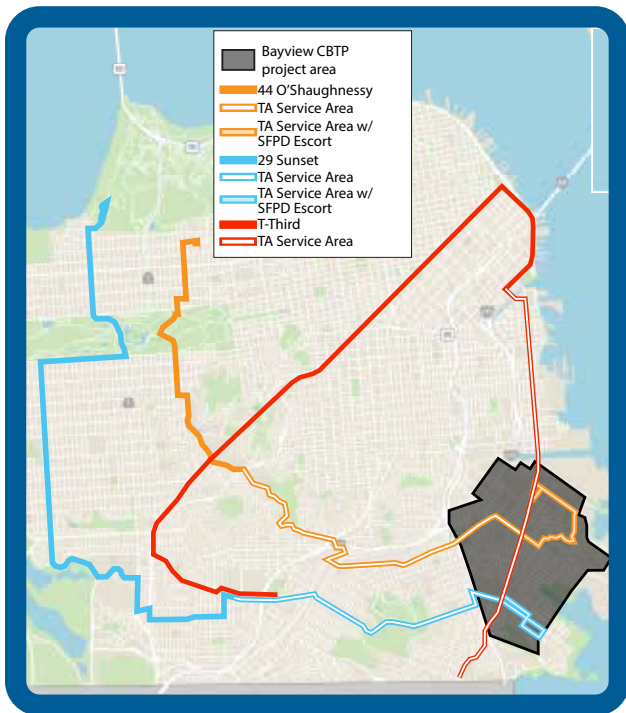 Bayview CBTP
project area
44 O'Shaughnessy
TA Service Area
TA Service Area w/
SFPD Escort
29 Sunset
TA Service Area
TA Service Area w/
SFPD Escort
T-Third
TA Service Area